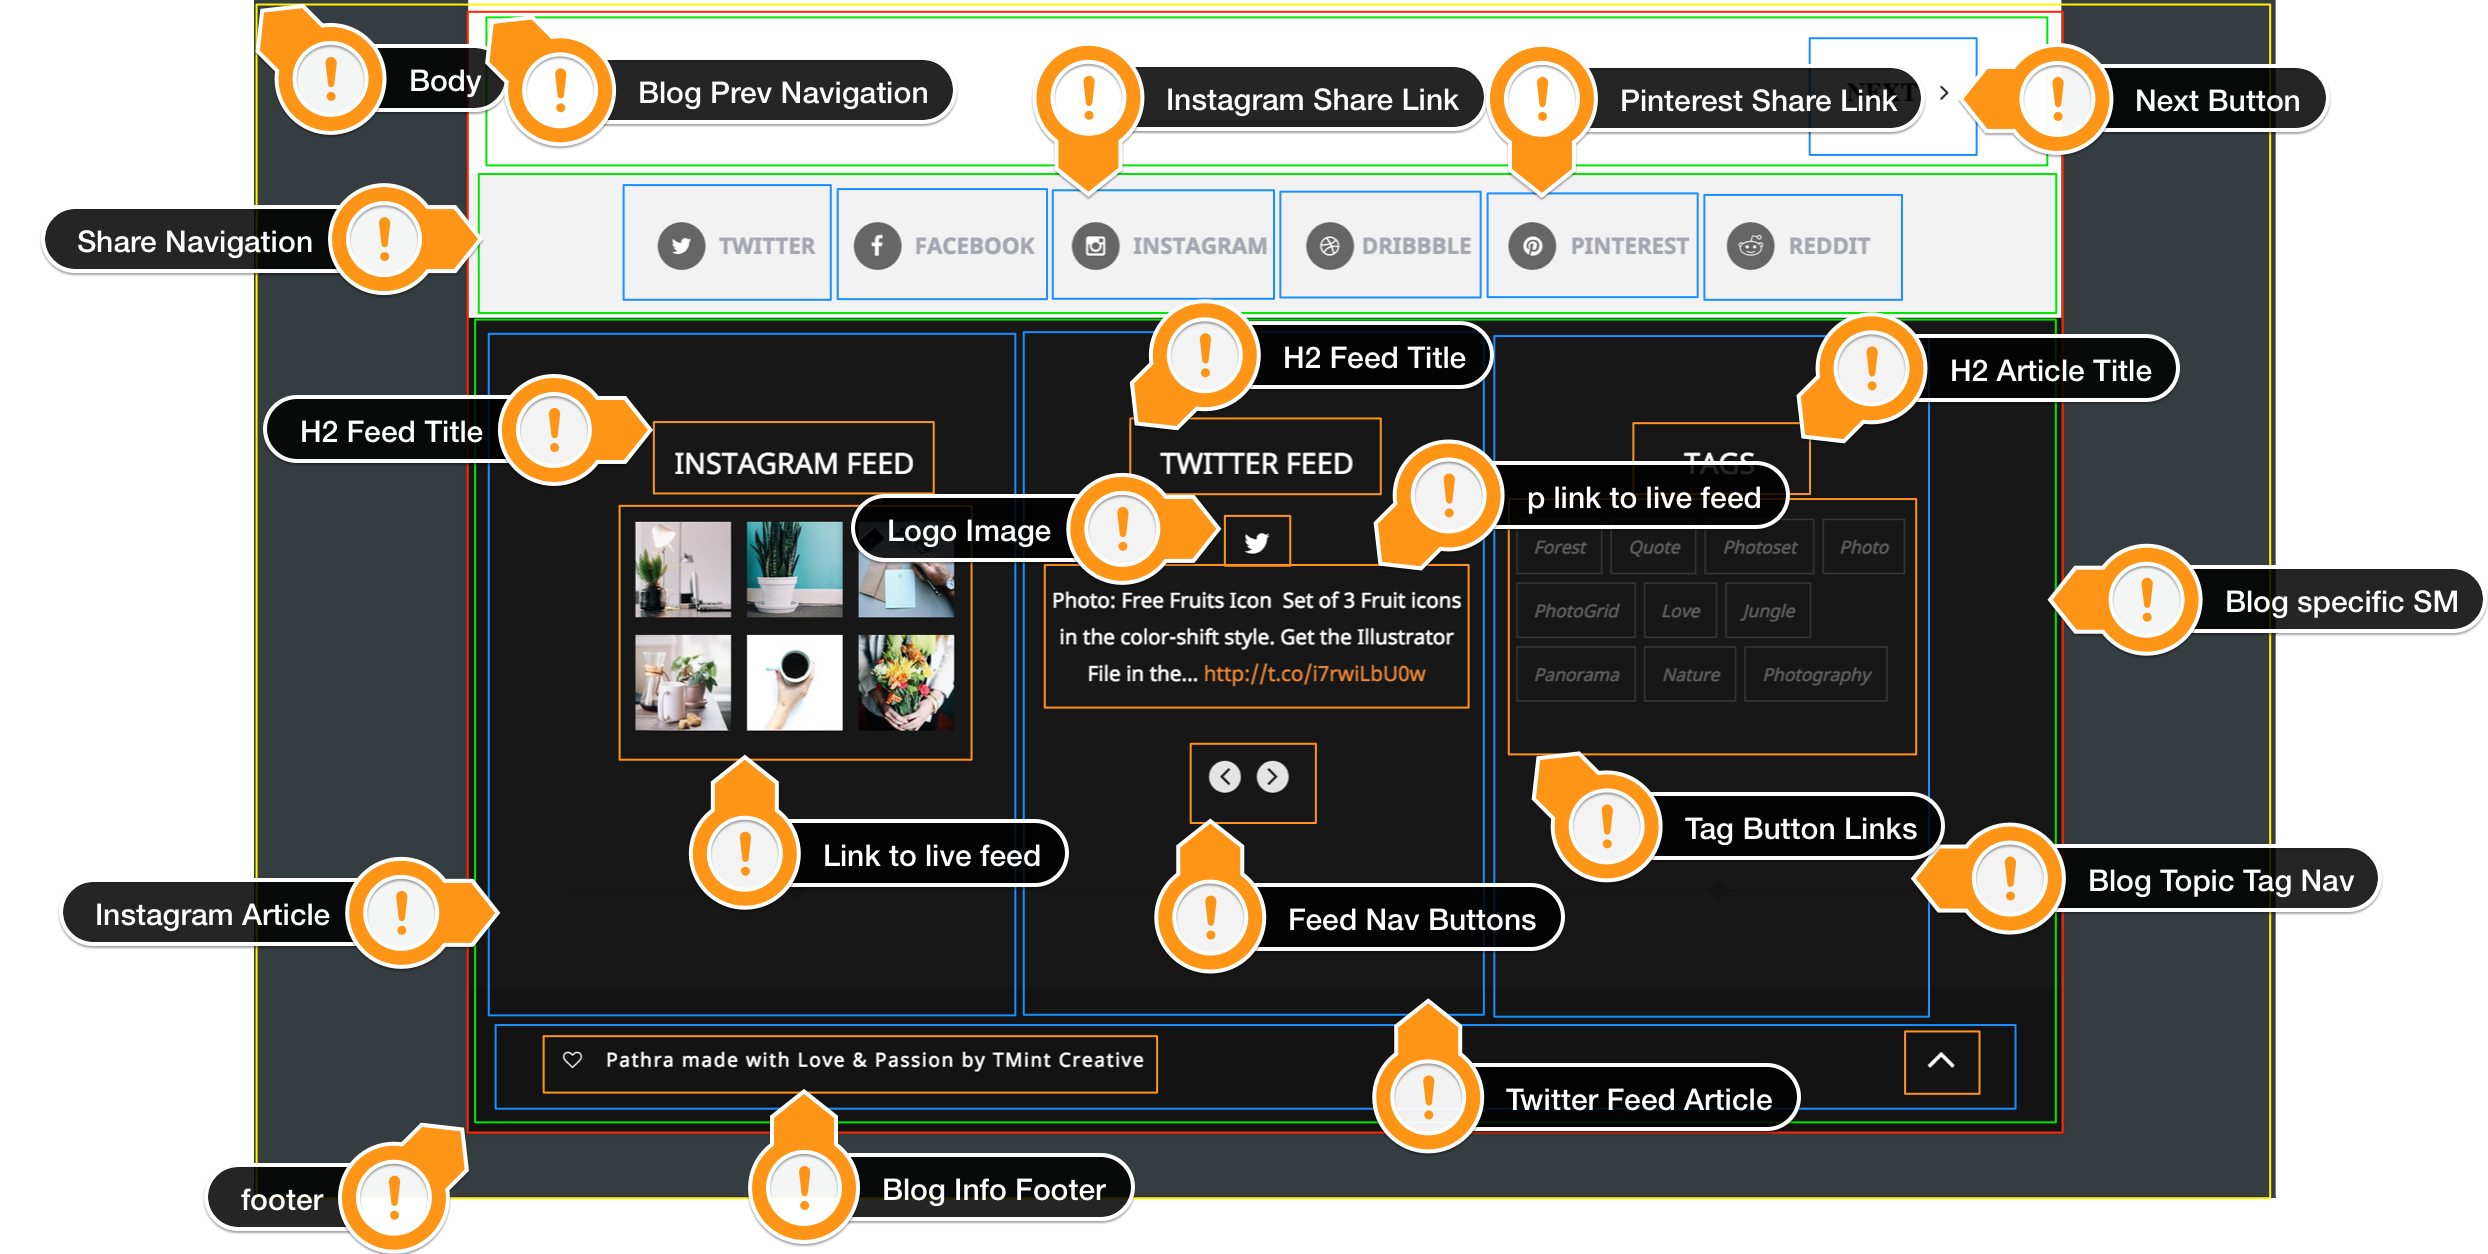 Body
Blog Prev Navigation
Instagram Share Link
Pinterest Share Link
NEXT
Next Button
Share Navigation
TWITTER
FACEBOOK
INSTAGRAM
DRIBBBLE
PINTEREST
REDDIT
H2 Feed Title
H2 Article Title
H2 Feed Title
INSTAGRAM FEED
TWITTER FEED
TAGS
Logo Image
p link to live feed
Forest
Quote
Photoset
Photo
PhotoGrid
Love
Jungle
Panorama
Nature
Photography
Photo: Free Fruits Icon Set of 3 Fruit icons
in the color-shift style. Get the Illustrator
File in the... http://t.co/i7rwiLbU0w
Blog specific SM
Link to live feed
Tag Button Links
Blog Topic Tag Nav
Instagram Article
Feed Nav Buttons
Pathra made with Love & Passion by TMint Creative
Twitter Feed Article
footer
Blog Info Footer